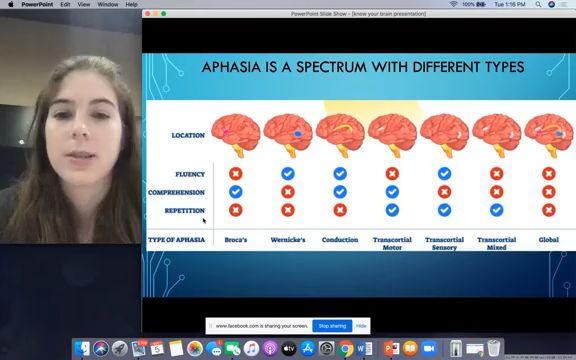 PowerPoint File Edit View Window Help
100%
Tue 1:16 PM
PowerPoint Slide Show - [know your brain presentation]
APHASIA IS A SPECTRUM WITH DIFFERENT TYPES
LOCATION
FLUENCY
COMPREHENSION
REPETITION
TYPE OF APHASIA Broca's Wernicke's Conduction Transcortial Motor Transcortial Sensory Transcortial Mixed Global
www.facebook.com is sharing your screen. Stop sharing Hide